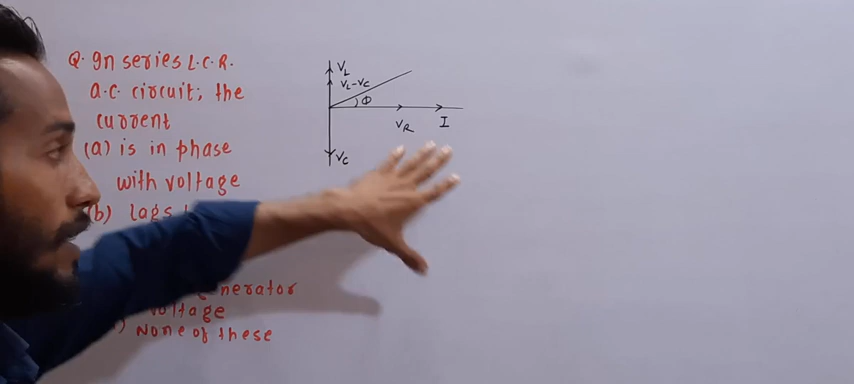 Q. In series L.C.R.
a.c. circuit; the
current
(a) is in phase
with voltage
(b) Lags
generator
voltage
None of these
VL
VL-VC
Φ
VR
I
VC